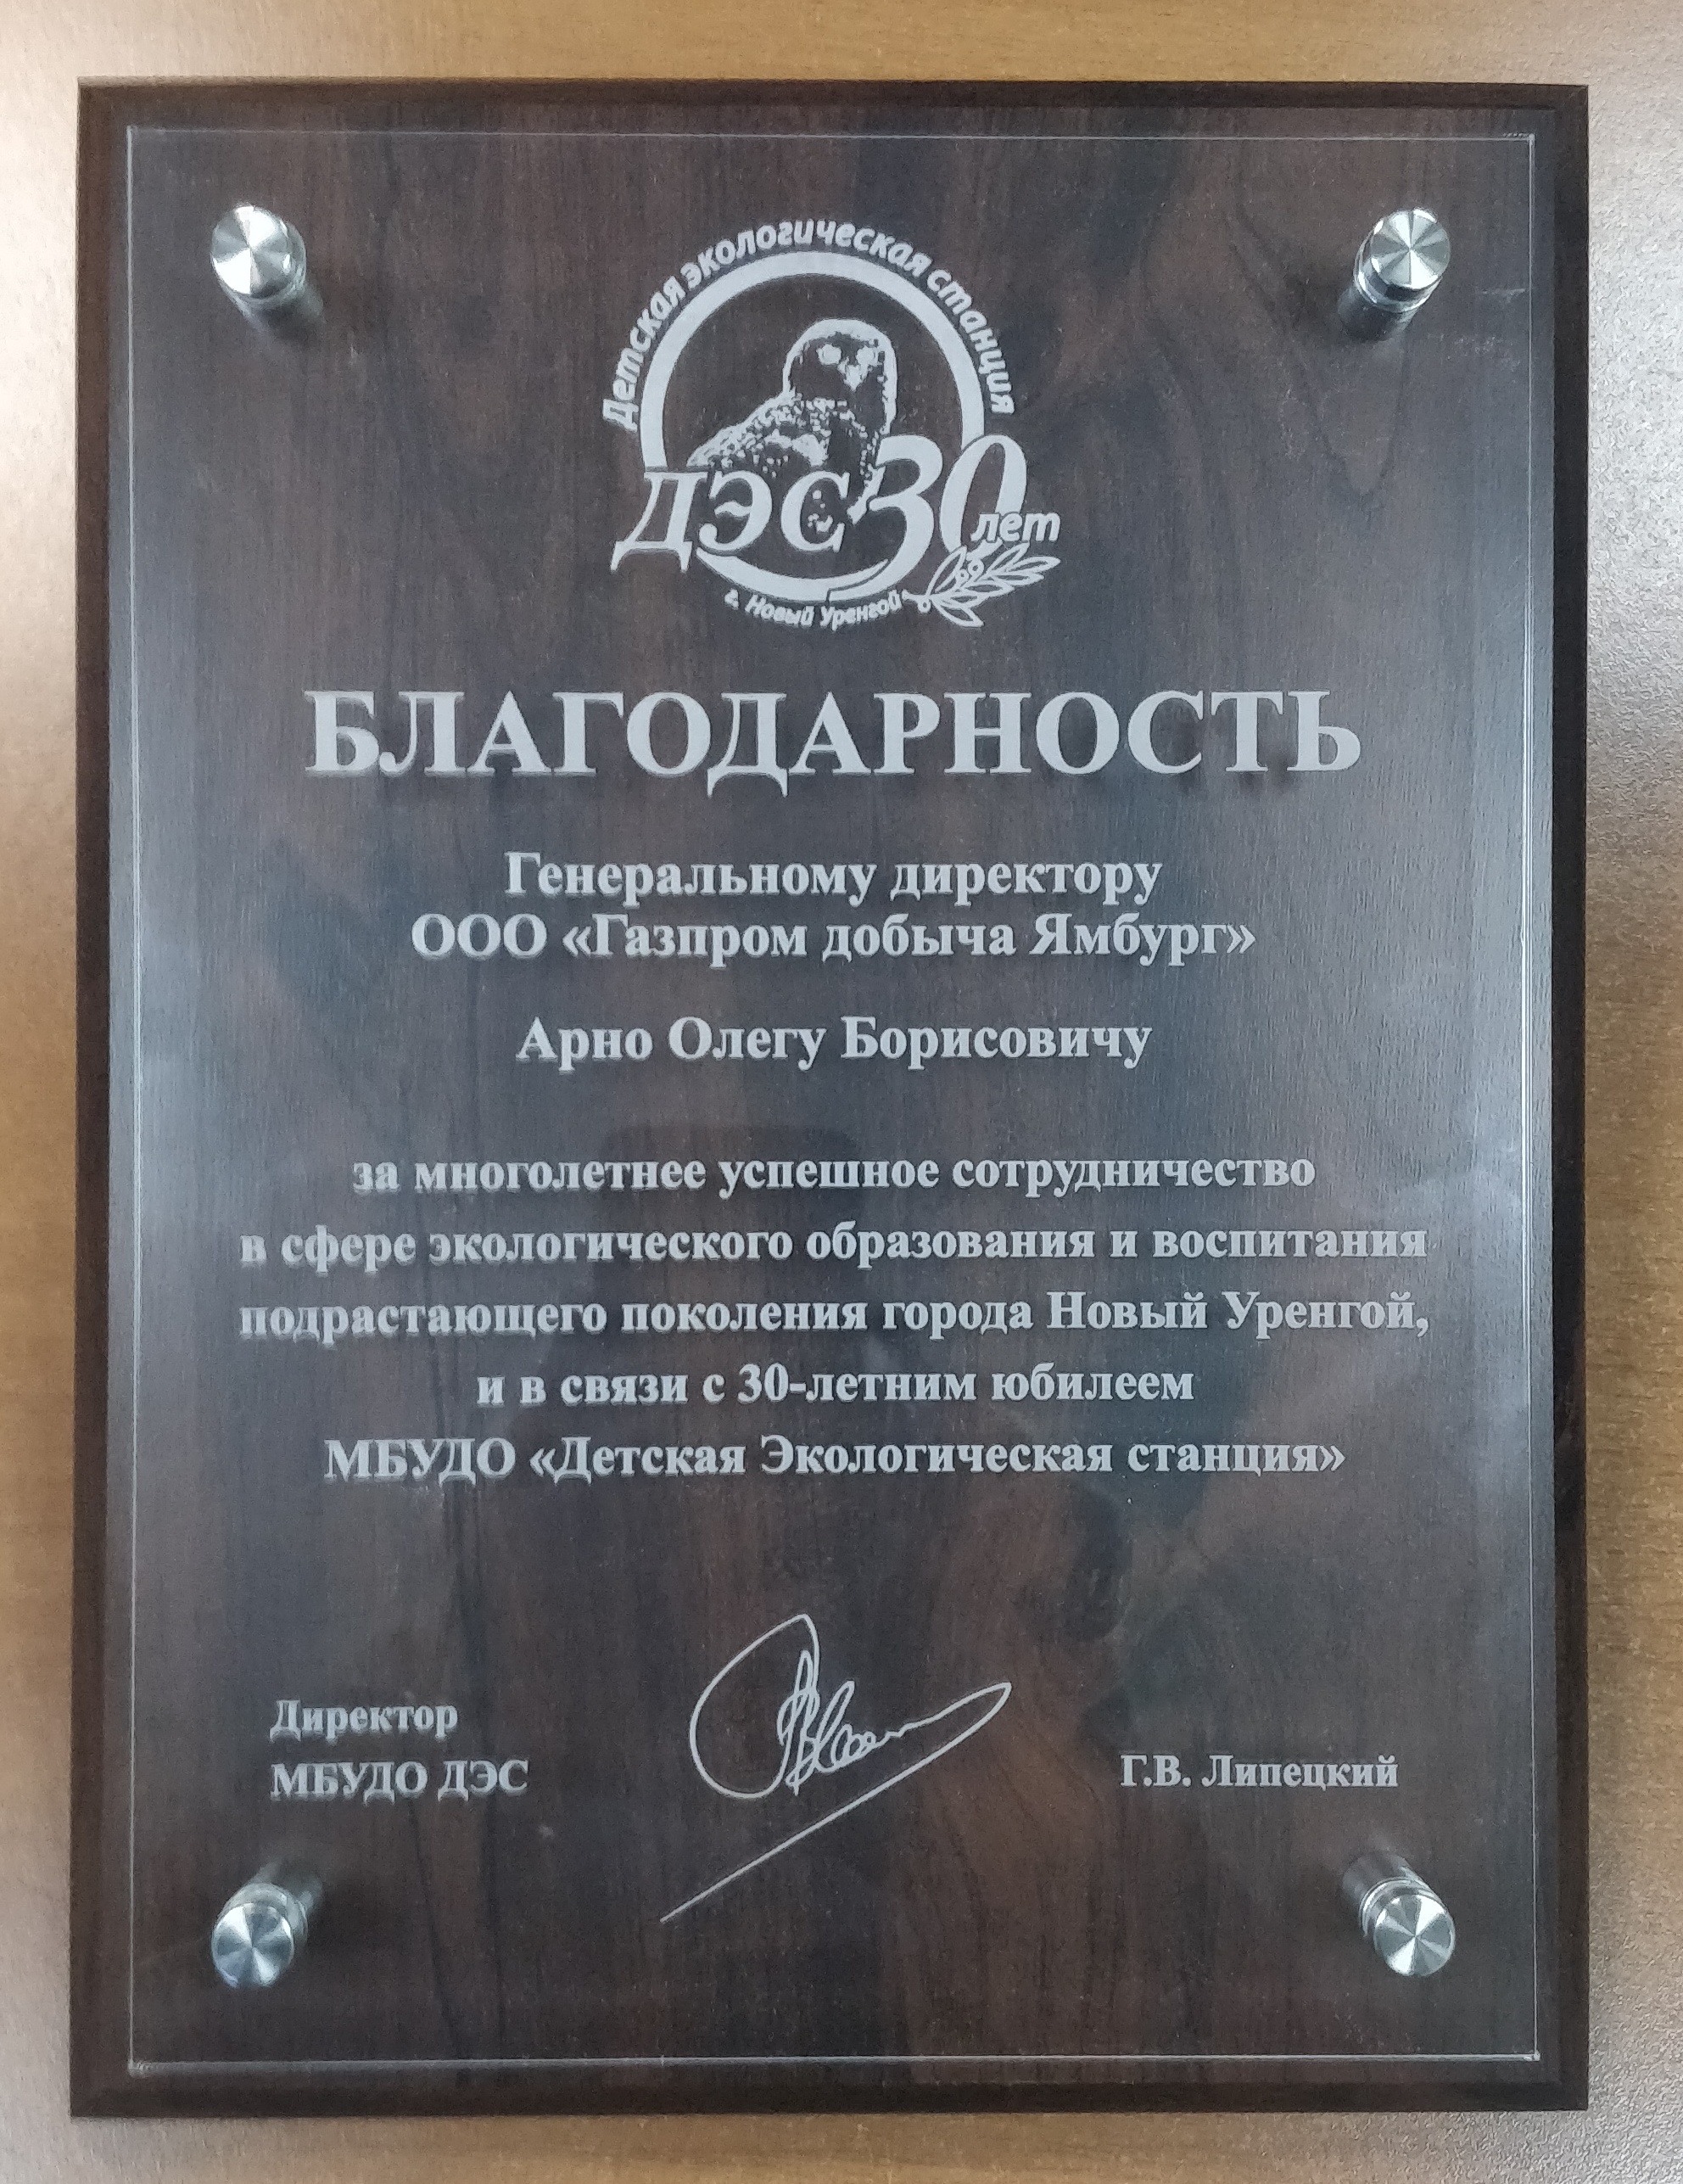 Детская экологическая станция
ДЭС 30 лет
г. Новый Уренгой
БЛАГОДАРНОСТЬ
Генеральному директору
ООО «Газпром добыча Ямбург»
Арно Олегу Борисовичу
за многолетнее успешное сотрудничество
в сфере экологического образования и воспитания
подрастающего поколения города Новый Уренгой,
и в связи с 30-летним юбилеем
МБУДО «Детская Экологическая станция»
Директор
МБУДО ДЭС
Г.В. Липецкий